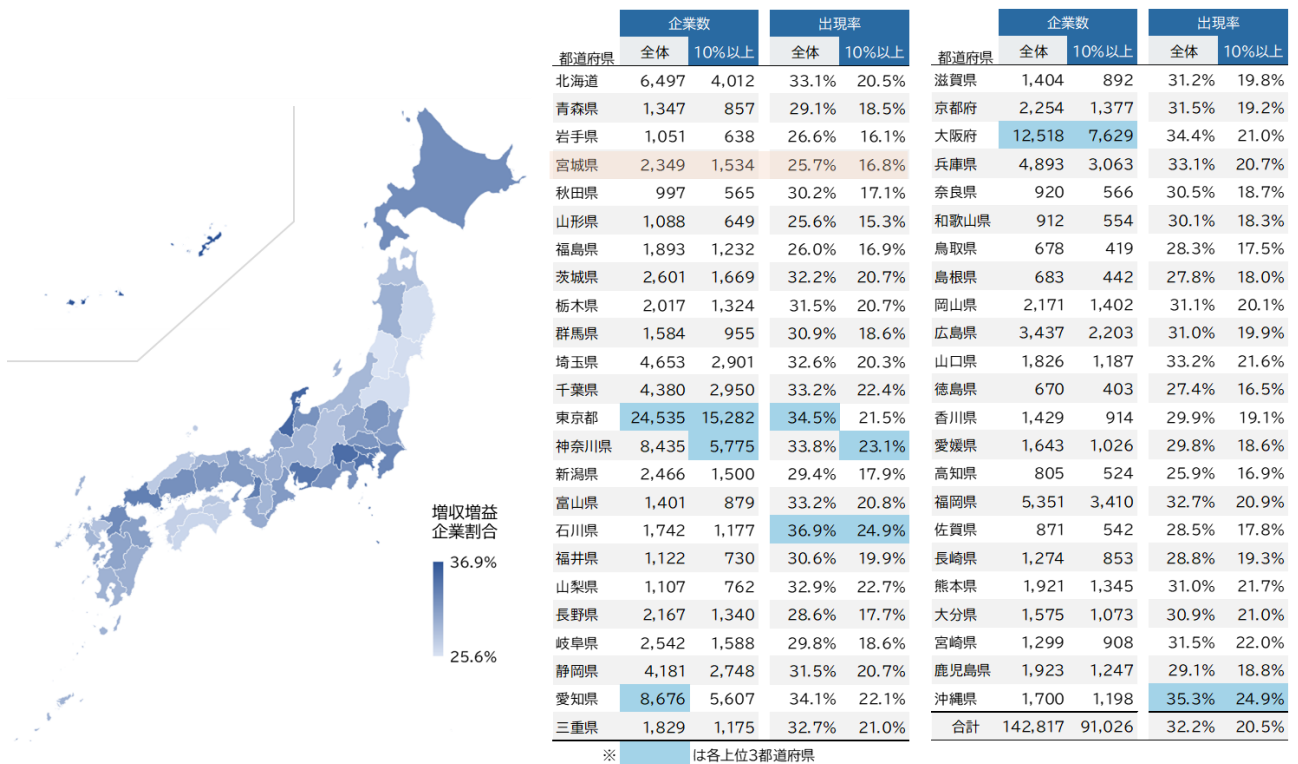 増収増益
企業割合
36.9%
25.6%
企業数 出現率
都道府県 全体 10%以上 全体 10%以上
北海道 6,497 4,012 33.1% 20.5%
青森県 1,347 857 29.1% 18.5%
岩手県 1,051 638 26.6% 16.1%
宮城県 2,349 1,534 25.7% 16.8%
秋田県 997 565 30.2% 17.1%
山形県 1,088 649 25.6% 15.3%
福島県 1,893 1,232 26.0% 16.9%
茨城県 2,601 1,669 32.2% 20.7%
栃木県 2,017 1,324 31.5% 20.7%
群馬県 1,584 955 30.9% 18.6%
埼玉県 4,653 2,901 32.6% 20.3%
千葉県 4,380 2,950 33.2% 22.4%
東京都 24,535 15,282 34.5% 21.5%
神奈川県 8,435 5,775 33.8% 23.1%
新潟県 2,466 1,500 29.4% 17.9%
富山県 1,401 879 33.2% 20.8%
石川県 1,742 1,177 36.9% 24.9%
福井県 1,122 730 30.6% 19.9%
山梨県 1,107 762 32.9% 22.7%
長野県 2,167 1,340 28.6% 17.7%
岐阜県 2,542 1,588 29.8% 18.6%
静岡県 4,181 2,748 31.5% 20.7%
愛知県 8,676 5,607 34.1% 22.1%
三重県 1,829 1,175 32.7% 21.0%
※ は各上位3都道府県
企業数 出現率
都道府県 全体 10%以上 全体 10%以上
滋賀県 1,404 892 31.2% 19.8%
京都府 2,254 1,377 31.5% 19.2%
大阪府 12,518 7,629 34.4% 21.0%
兵庫県 4,893 3,063 33.1% 20.7%
奈良県 920 566 30.5% 18.7%
和歌山県 912 554 30.1% 18.3%
鳥取県 678 419 28.3% 17.5%
島根県 683 442 27.8% 18.0%
岡山県 2,171 1,402 31.1% 20.1%
広島県 3,437 2,203 31.0% 19.9%
山口県 1,826 1,187 33.2% 21.6%
徳島県 670 403 27.4% 16.5%
香川県 1,429 914 29.9% 19.1%
愛媛県 1,643 1,026 29.8% 18.6%
高知県 805 524 25.9% 16.9%
福岡県 5,351 3,410 32.7% 20.9%
佐賀県 871 542 28.5% 17.8%
長崎県 1,274 853 28.8% 19.3%
熊本県 1,921 1,345 31.0% 21.7%
大分県 1,575 1,073 30.9% 21.0%
宮崎県 1,299 908 31.5% 22.0%
鹿児島県 1,923 1,247 29.1% 18.8%
沖縄県 1,700 1,198 35.3% 24.9%
合計 142,817 91,026 32.2% 20.5%